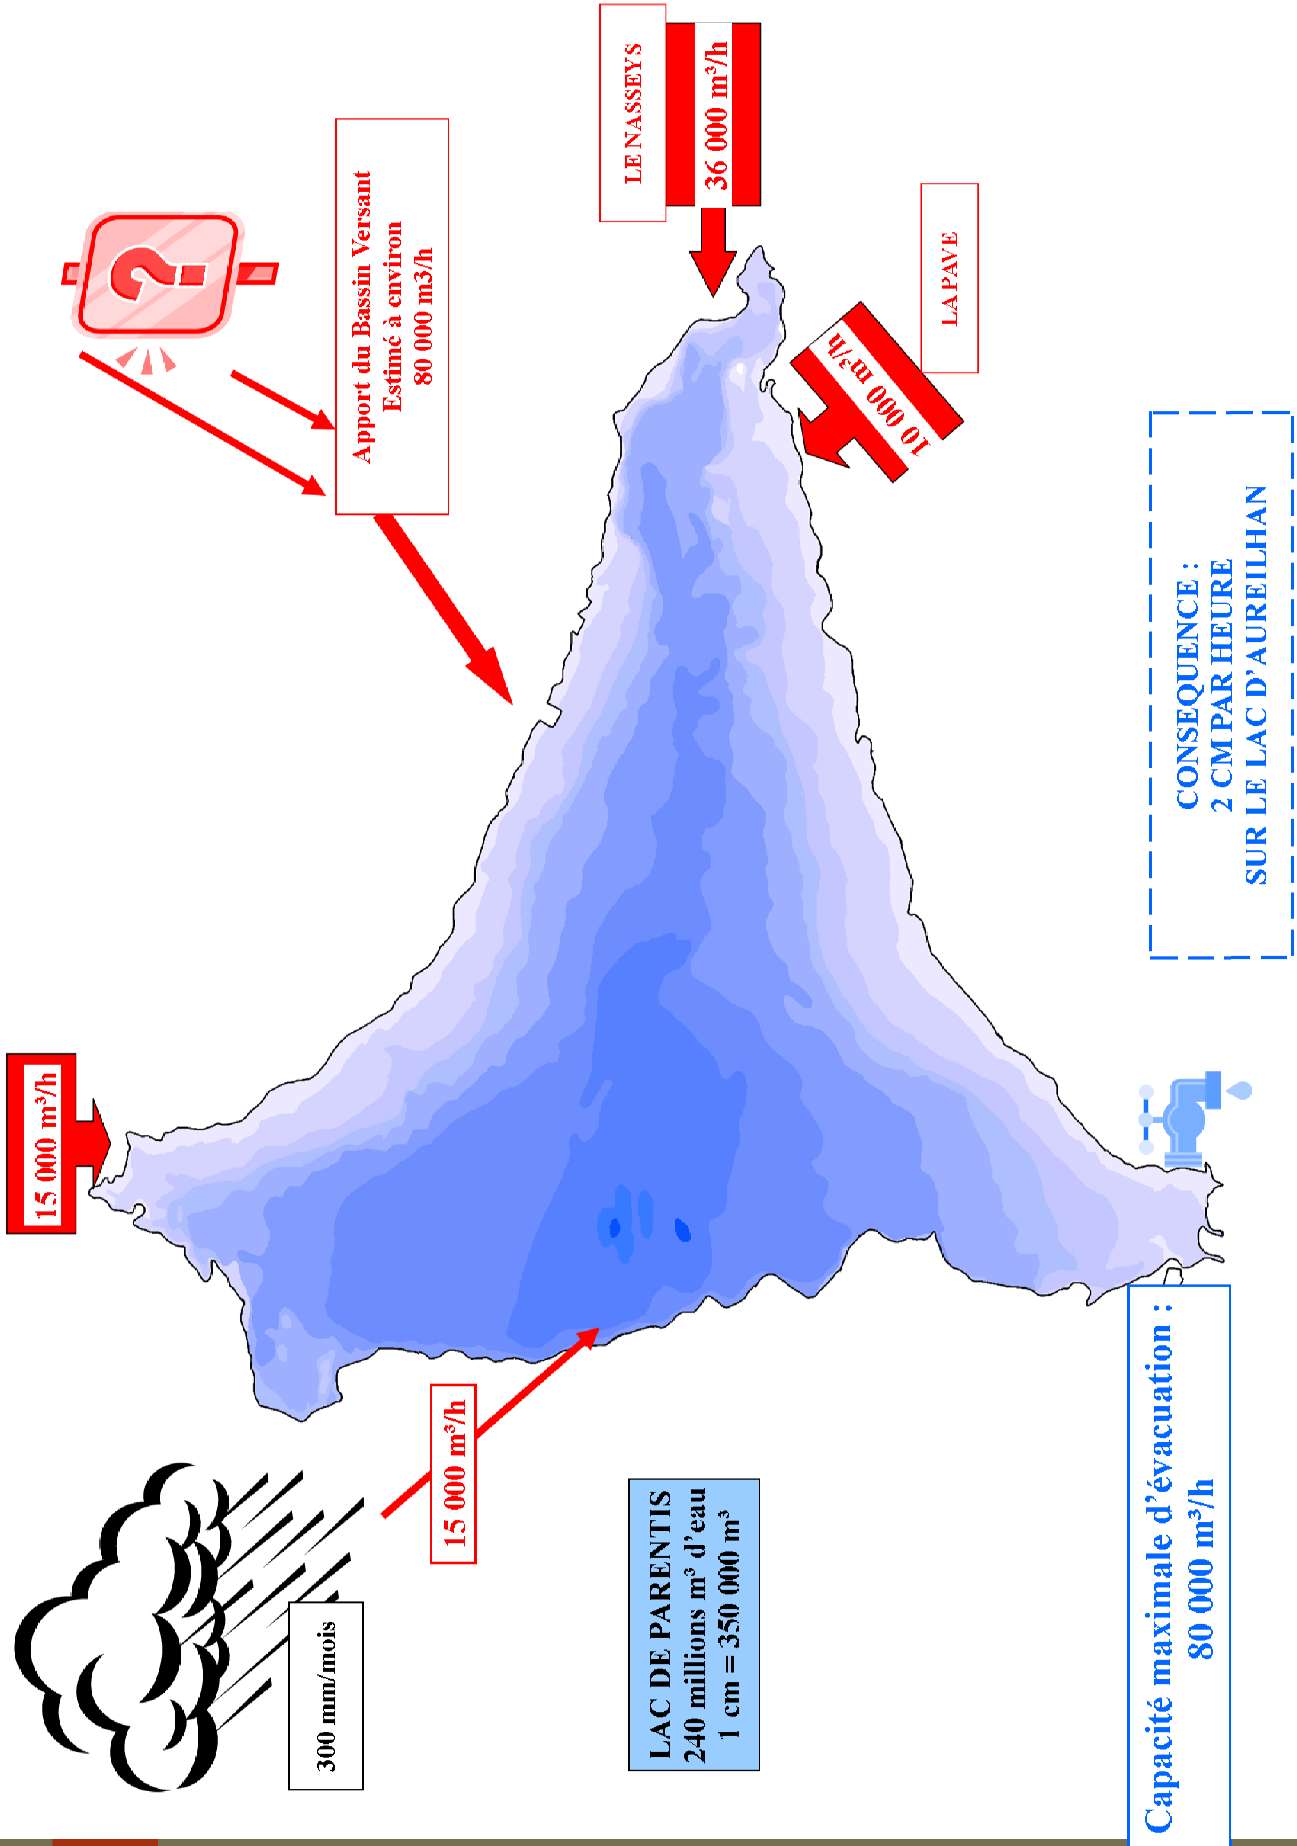 15 000 m³/h
300 mm/mois
15 000 m³/h
LAC DE PARENTIS
240 millions m³ d'eau
1 cm = 350 000 m³
Capacité maximale d'évacuation :
80 000 m³/h
?
Apport du Bassin Versant
Estimé à environ
80 000 m3/h
LE NASSEYS
36 000 m³/h
LA PAVE
10 000 m³/h
CONSEQUENCE :
2 CM PAR HEURE
SUR LE LAC D'AUREILHAN